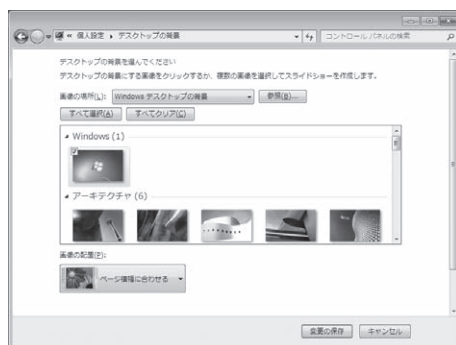 « 個人設定 ▸ デスクトップの背景
コントロール パネルの検索
デスクトップの背景を選んでください
デスクトップの背景にする画像をクリックするか、複数の画像を選択してスライドショーを作成します。
画像の場所(L): Windows デスクトップの背景 参照(B)...
すべて選択(A) すべてクリア(C)
Windows (1)
アーキテクチャ (6)
画像の配置(P):
ページ横幅に合わせる
変更の保存 キャンセル